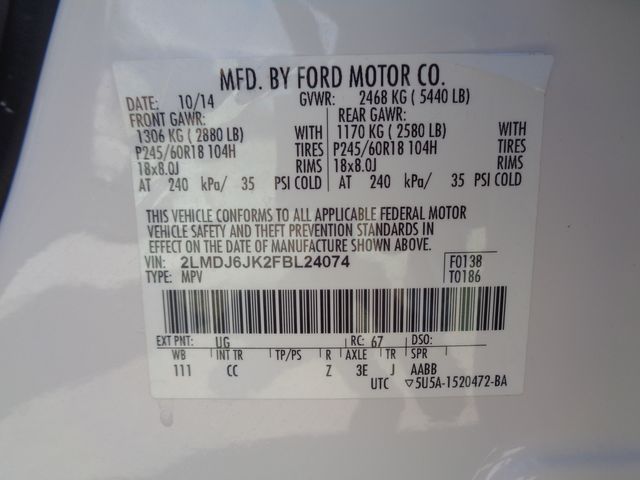 MFD. BY FORD MOTOR CO.
DATE: 10/14 GVWR: 2468 KG ( 5440 LB)
FRONT GAWR: REAR GAWR:
1306 KG ( 2880 LB) WITH 1170 KG ( 2580 LB) WITH
P245/60R18 104H TIRES P245/60R18 104H TIRES
18x8.0J RIMS 18x8.0J RIMS
AT 240 kPa/ 35 PSI COLD AT 240 kPa/ 35 PSI COLD
THIS VEHICLE CONFORMS TO ALL APPLICABLE FEDERAL MOTOR
VEHICLE SAFETY AND THEFT PREVENTION STANDARDS IN
EFFECT ON THE DATE OF MANUFACTURE SHOWN ABOVE.
VIN: 2LMDJ6JK2FBL24074 F0138
TYPE: MPV T0186
EXT PNT: UG RC: 67 DSO:
WB INT TR TP/PS R AXLE TR SPR
111 CC Z 3E J AABB
UTC ▽5U5A-1520472-BA